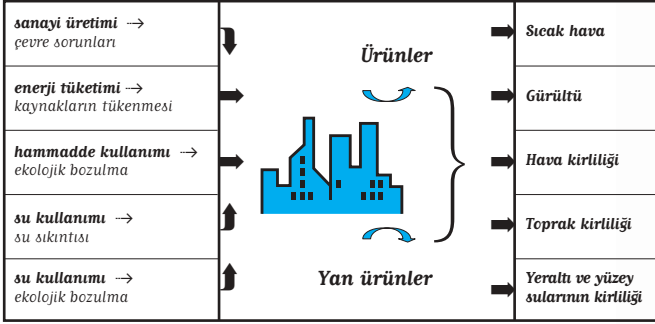 sanayi üretimi →
çevre sorunları
enerji tüketimi →
kaynakların tükenmesi
hammadde kullanımı →
ekolojik bozulma
su kullanımı →
su sıkıntısı
su kullanımı →
ekolojik bozulma
Ürünler
Yan ürünler
Sıcak hava
Gürültü
Hava kirliliği
Toprak kirliliği
Yeraltı ve yüzey
sularının kirliliği